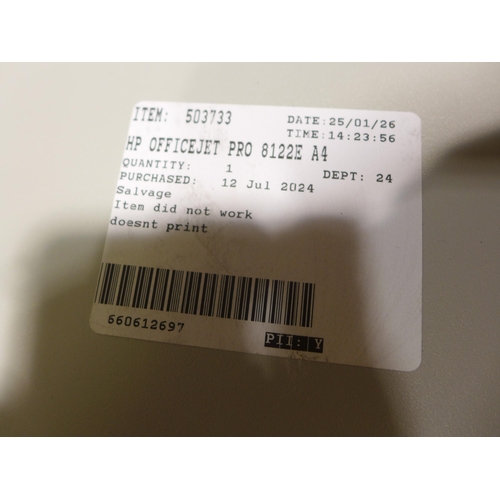 ITEM: 503733 DATE:25/01/26
TIME:14:23:56
HP OFFICEJET PRO 8122E A4
QUANTITY: 1 DEPT: 24
PURCHASED: 12 Jul 2024
Salvage
Item did not work
doesnt print
660612697
PII: Y